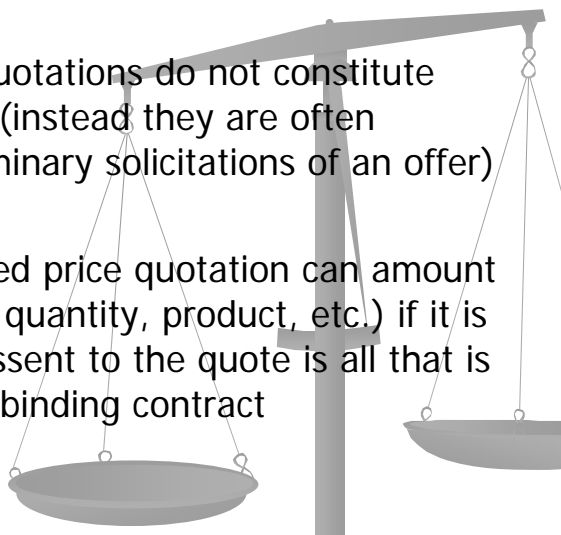 uotations do not constitute
(instead they are often
minary solicitations of an offer)
ed price quotation can amount
quantity, product, etc.) if it is
ssent to the quote is all that is
binding contract